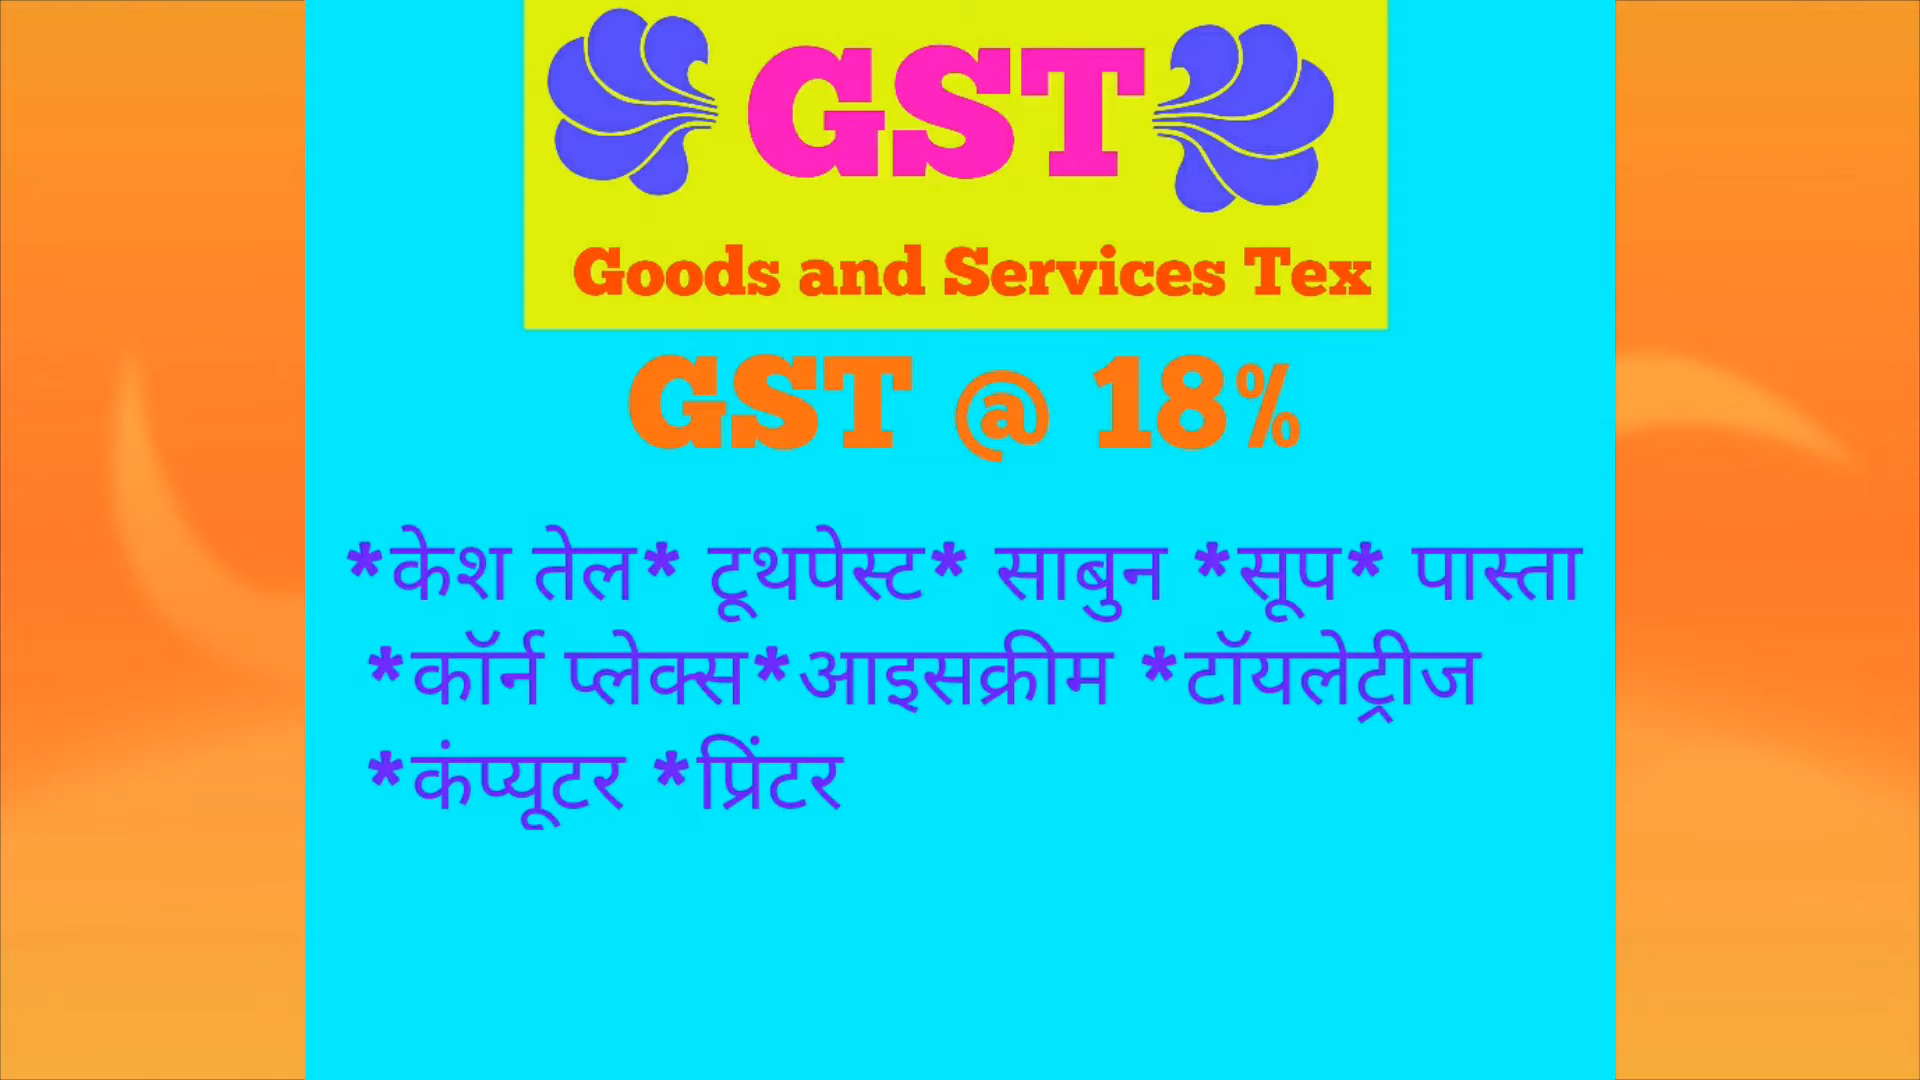 GST
Goods and Services Tex
GST @ 18%
*केश तेल* टूथपेस्ट* साबुन *सूप* पास्ता
*कॉर्न प्लेक्स*आइसक्रीम *टॉयलेट्रीज
*कंप्यूटर *प्रिंटर